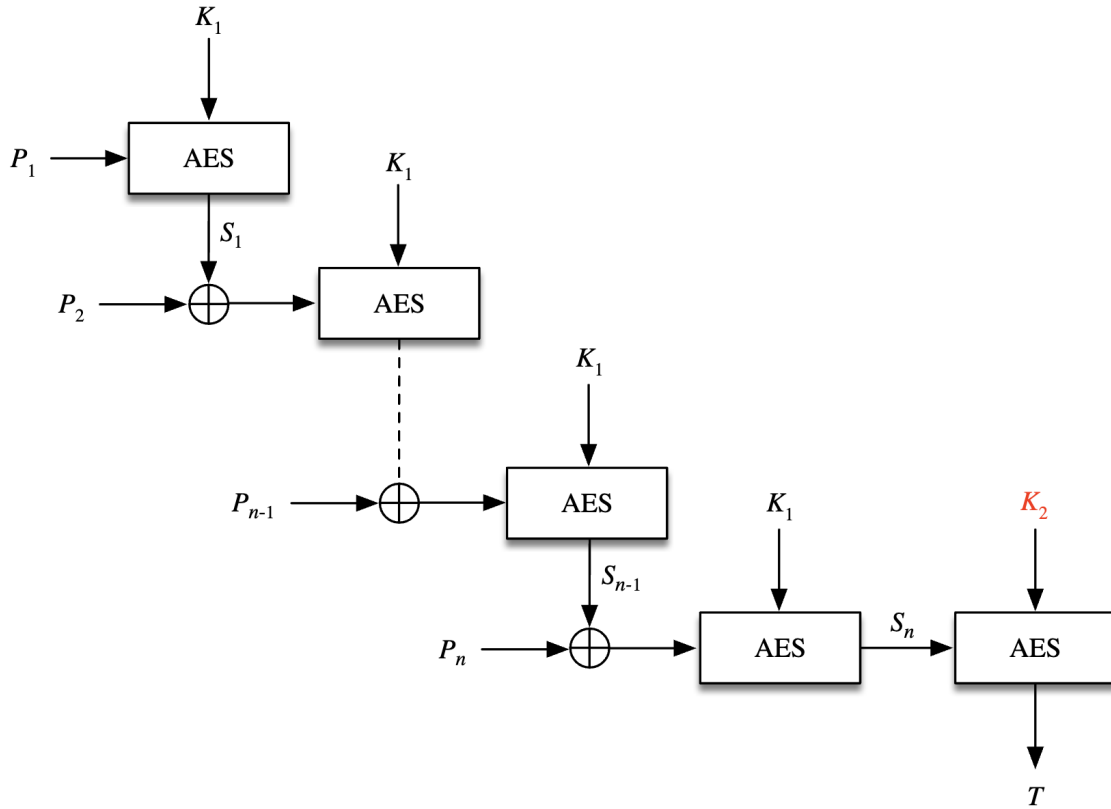 K1
P1 AES
K1
S1
P2 AES
K1
Pn-1 AES K1 K2
Sn-1
Sn
Pn AES AES
T